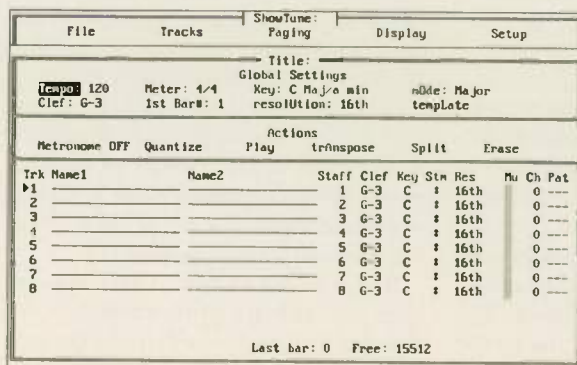 ShowTune:
File Tracks Paging Display Setup
Title:
Global Settings
Tempo: 120 Meter: 4/4 Key: C Maj/a min mOde: Major
Clef: G-3 1st Bar#: 1 resolUtion: 16th tempLate
Actions
Metronome OFF Quantize Play trAnspose Split Erase
Trk Name1 Name2 Staff Clef Key Stm Res Mu Ch Pat
1 1 G-3 C 16th 0 ---
2 2 G-3 C 16th 0 ---
3 3 G-3 C 16th 0 ---
4 4 G-3 C 16th 0 ---
5 5 G-3 C 16th 0 ---
6 6 G-3 C 16th 0 ---
7 7 G-3 C 16th 0 ---
8 8 G-3 C 16th 0 ---
Last bar: 0 Free: 15512